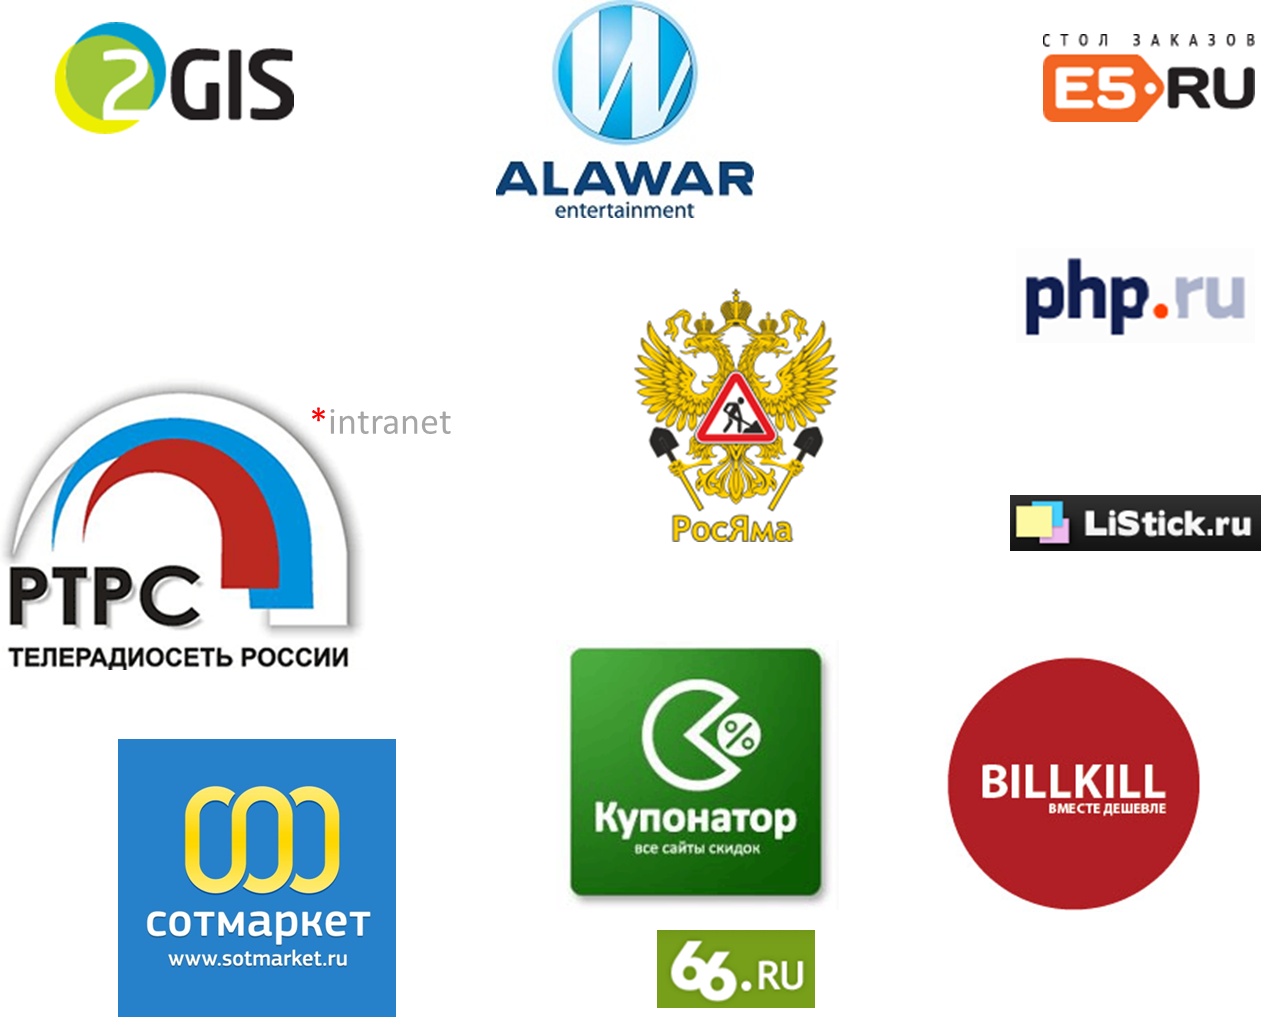 2GIS
ALAWAR
entertainment
СТОЛ ЗАКАЗОВ
E5.RU
php.ru
*intranet
РТРС
ТЕЛЕРАДИОСЕТЬ РОССИИ
РосЯма
LiStick.ru
сотмаркет
www.sotmarket.ru
%
Купонатор
все сайты скидок
BILLKILL
ВМЕСТЕ ДЕШЕВЛЕ
66.RU